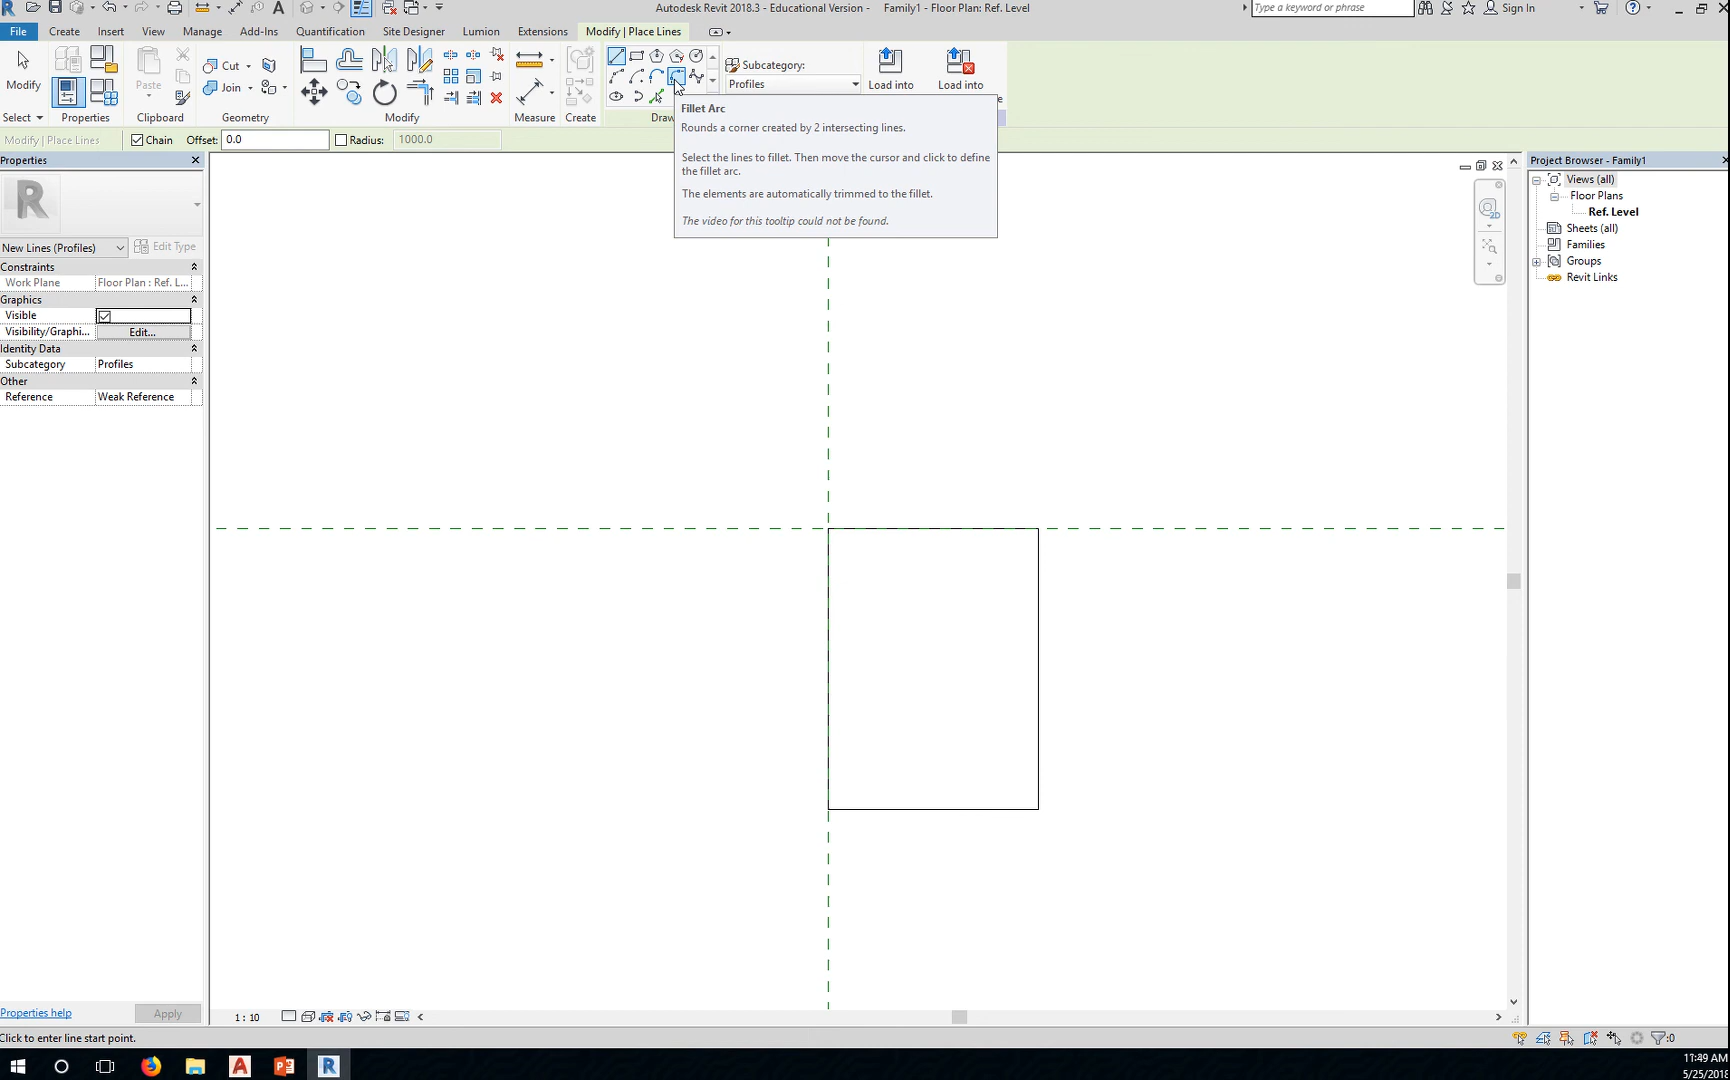 Autodesk Revit 2018.3 - Educational Version - Family1 - Floor Plan: Ref. Level
Type a keyword or phrase
Sign In
File Create Insert View Manage Add-Ins Quantification Site Designer Lumion Extensions Modify | Place Lines
Modify
Paste
Cut
Join
Subcategory:
Profiles
Load into
Load into
Select Properties Clipboard Geometry Modify Measure Create Draw
Fillet Arc
Rounds a corner created by 2 intersecting lines.
Select the lines to fillet. Then move the cursor and click to define
the fillet arc.
The elements are automatically trimmed to the fillet.
The video for this tooltip could not be found.
Modify | Place Lines Chain Offset: 0.0 Radius: 1000.0
Properties
R
New Lines (Profiles) Edit Type
Constraints
Work Plane Floor Plan : Ref. L...
Graphics
Visible
Visibility/Graphi... Edit...
Identity Data
Subcategory Profiles
Other
Reference Weak Reference
2D
Project Browser - Family1
Views (all)
Floor Plans
Ref. Level
Sheets (all)
Families
Groups
Revit Links
Properties help Apply
1 : 10
Click to enter line start point.
:0
11:49 AM
5/25/2018